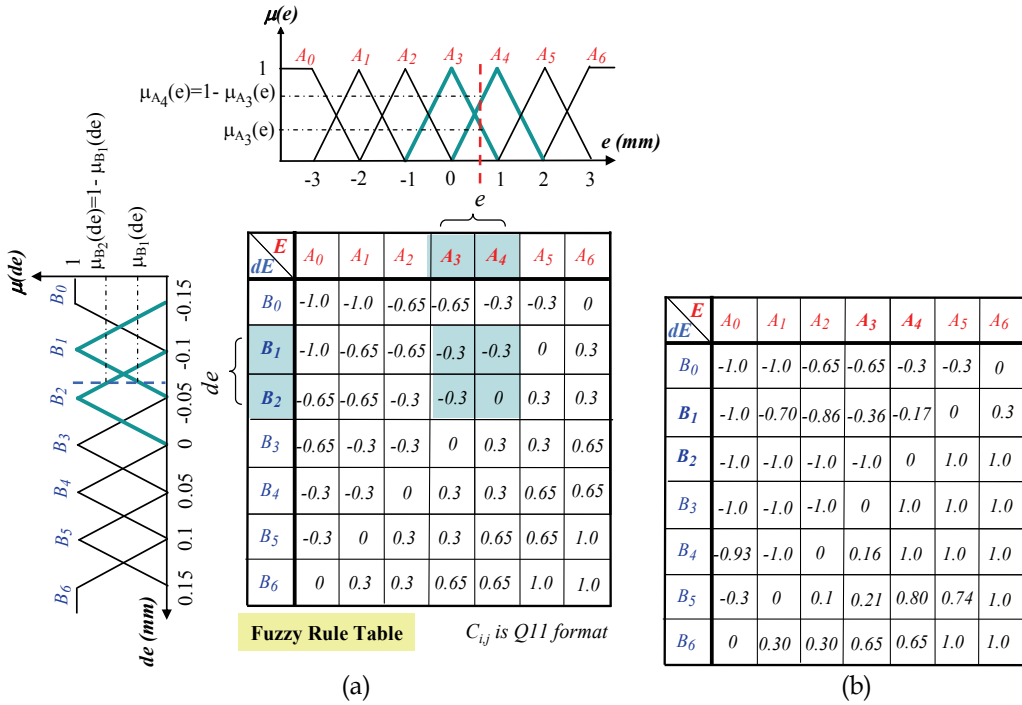 μ(e)
A0 A1 A2 A3 A4 A5 A6
1
μA4(e)=1- μA3(e)
μA3(e)
e (mm)
-3 -2 -1 0 1 2 3
e
μB2(de)=1- μB1(de)
μB1(de)
1
μ(de)
B0 B1 B2 B3 B4 B5 B6
-0.15 -0.1 -0.05 0 0.05 0.1 0.15
de (mm)
de
E
dE A0 A1 A2 A3 A4 A5 A6
B0 -1.0 -1.0 -0.65 -0.65 -0.3 -0.3 0
B1 -1.0 -0.65 -0.65 -0.3 -0.3 0 0.3
B2 -0.65 -0.65 -0.3 -0.3 0 0.3 0.3
B3 -0.65 -0.3 -0.3 0 0.3 0.3 0.65
B4 -0.3 -0.3 0 0.3 0.3 0.65 0.65
B5 -0.3 0 0.3 0.3 0.65 0.65 1.0
B6 0 0.3 0.3 0.65 0.65 1.0 1.0
Fuzzy Rule Table
Ci,j is Q11 format
(a)
E
dE A0 A1 A2 A3 A4 A5 A6
B0 -1.0 -1.0 -0.65 -0.65 -0.3 -0.3 0
B1 -1.0 -0.70 -0.86 -0.36 -0.17 0 0.3
B2 -1.0 -1.0 -1.0 -1.0 0 1.0 1.0
B3 -1.0 -1.0 -1.0 0 1.0 1.0 1.0
B4 -0.93 -1.0 0 0.16 1.0 1.0 1.0
B5 -0.3 0 0.1 0.21 0.80 0.74 1.0
B6 0 0.30 0.30 0.65 0.65 1.0 1.0
(b)